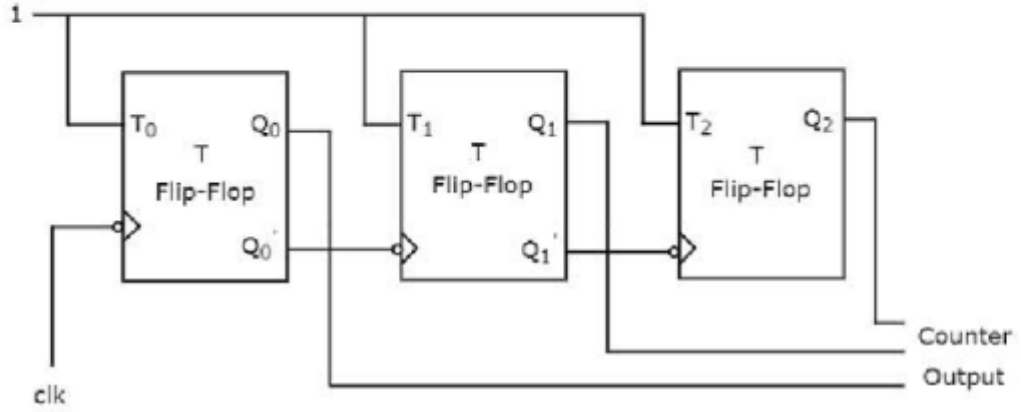 1
T₀
Q₀
T
Flip-Flop
Q₀'
T₁
Q₁
T
Flip-Flop
Q₁'
T₂
Q₂
T
Flip-Flop
clk
Counter
Output